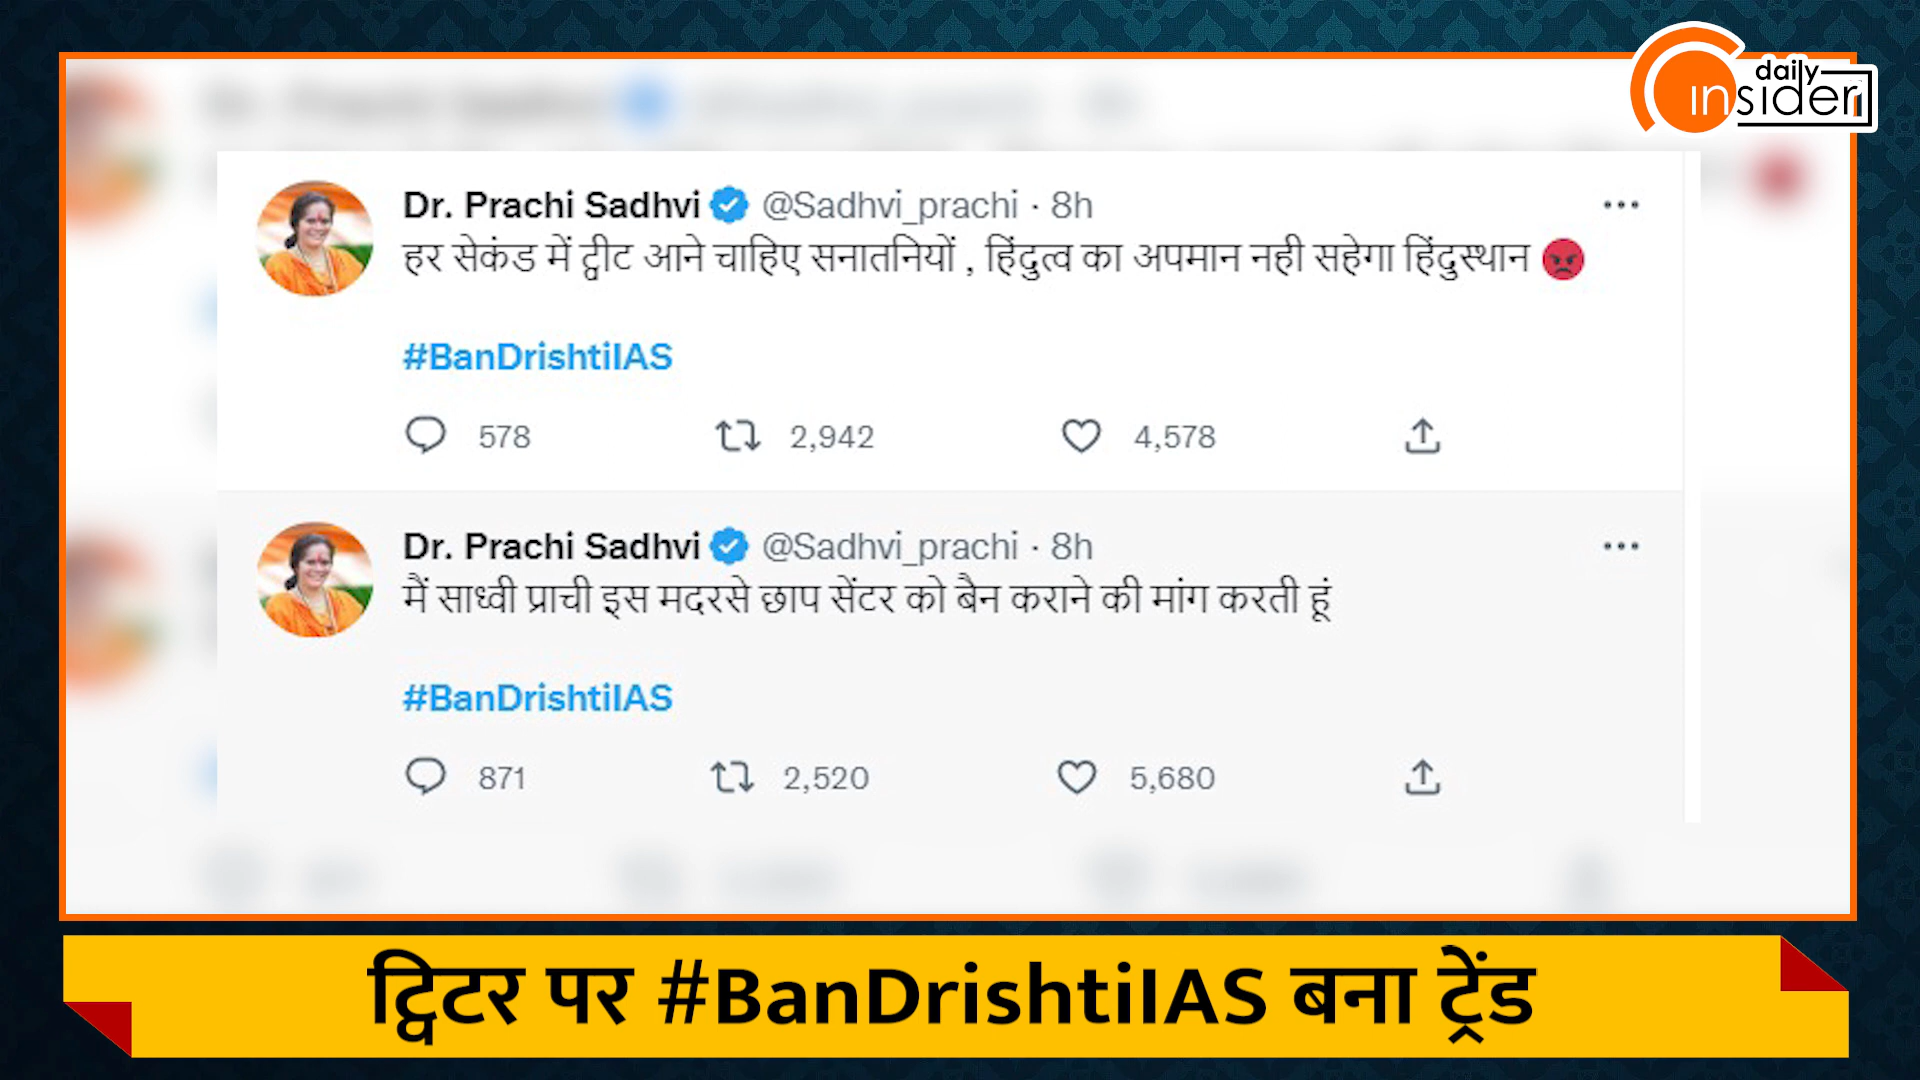 daily
insider
Dr. Prachi Sadhvi @Sadhvi_prachi · 8h
हर सेकंड में ट्वीट आने चाहिए सनातनियों , हिंदुत्व का अपमान नही सहेगा हिंदुस्थान 😡
#BanDrishtiIAS
578 2,942 4,578
Dr. Prachi Sadhvi @Sadhvi_prachi · 8h
मैं साध्वी प्राची इस मदरसे छाप सेंटर को बैन कराने की मांग करती हूं
#BanDrishtiIAS
871 2,520 5,680
ट्विटर पर #BanDrishtiIAS बना ट्रेंड